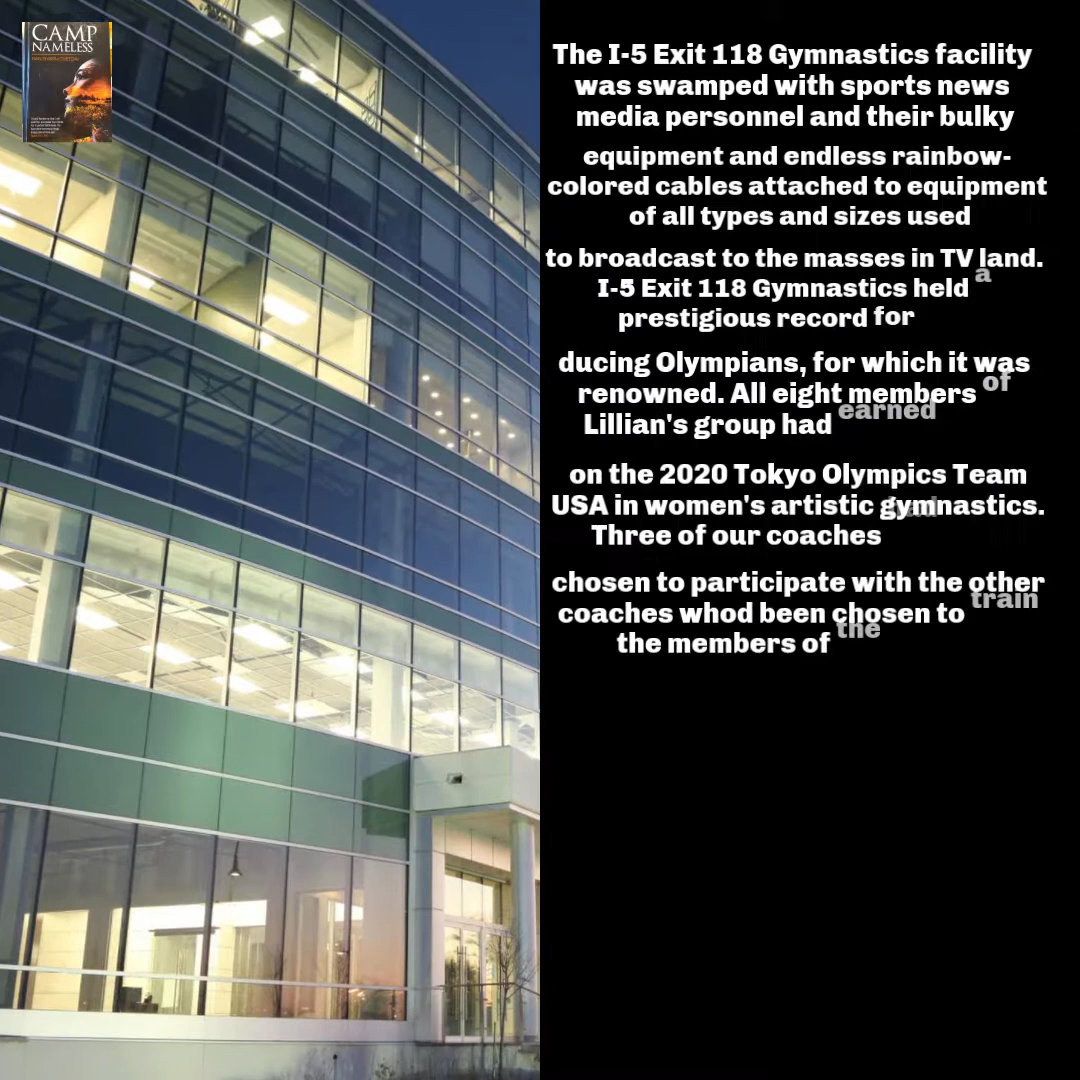 CAMP
NAMELESS
The I-5 Exit 118 Gymnastics facility
was swamped with sports news
media personnel and their bulky
equipment and endless rainbow-
colored cables attached to equipment
of all types and sizes used
to broadcast to the masses in TV land.
I-5 Exit 118 Gymnastics held a
prestigious record for
ducing Olympians, for which it was
renowned. All eight members of
Lillian's group had earned
on the 2020 Tokyo Olympics Team
USA in women's artistic gymnastics.
Three of our coaches had
chosen to participate with the other
coaches whod been chosen to train
the members of the